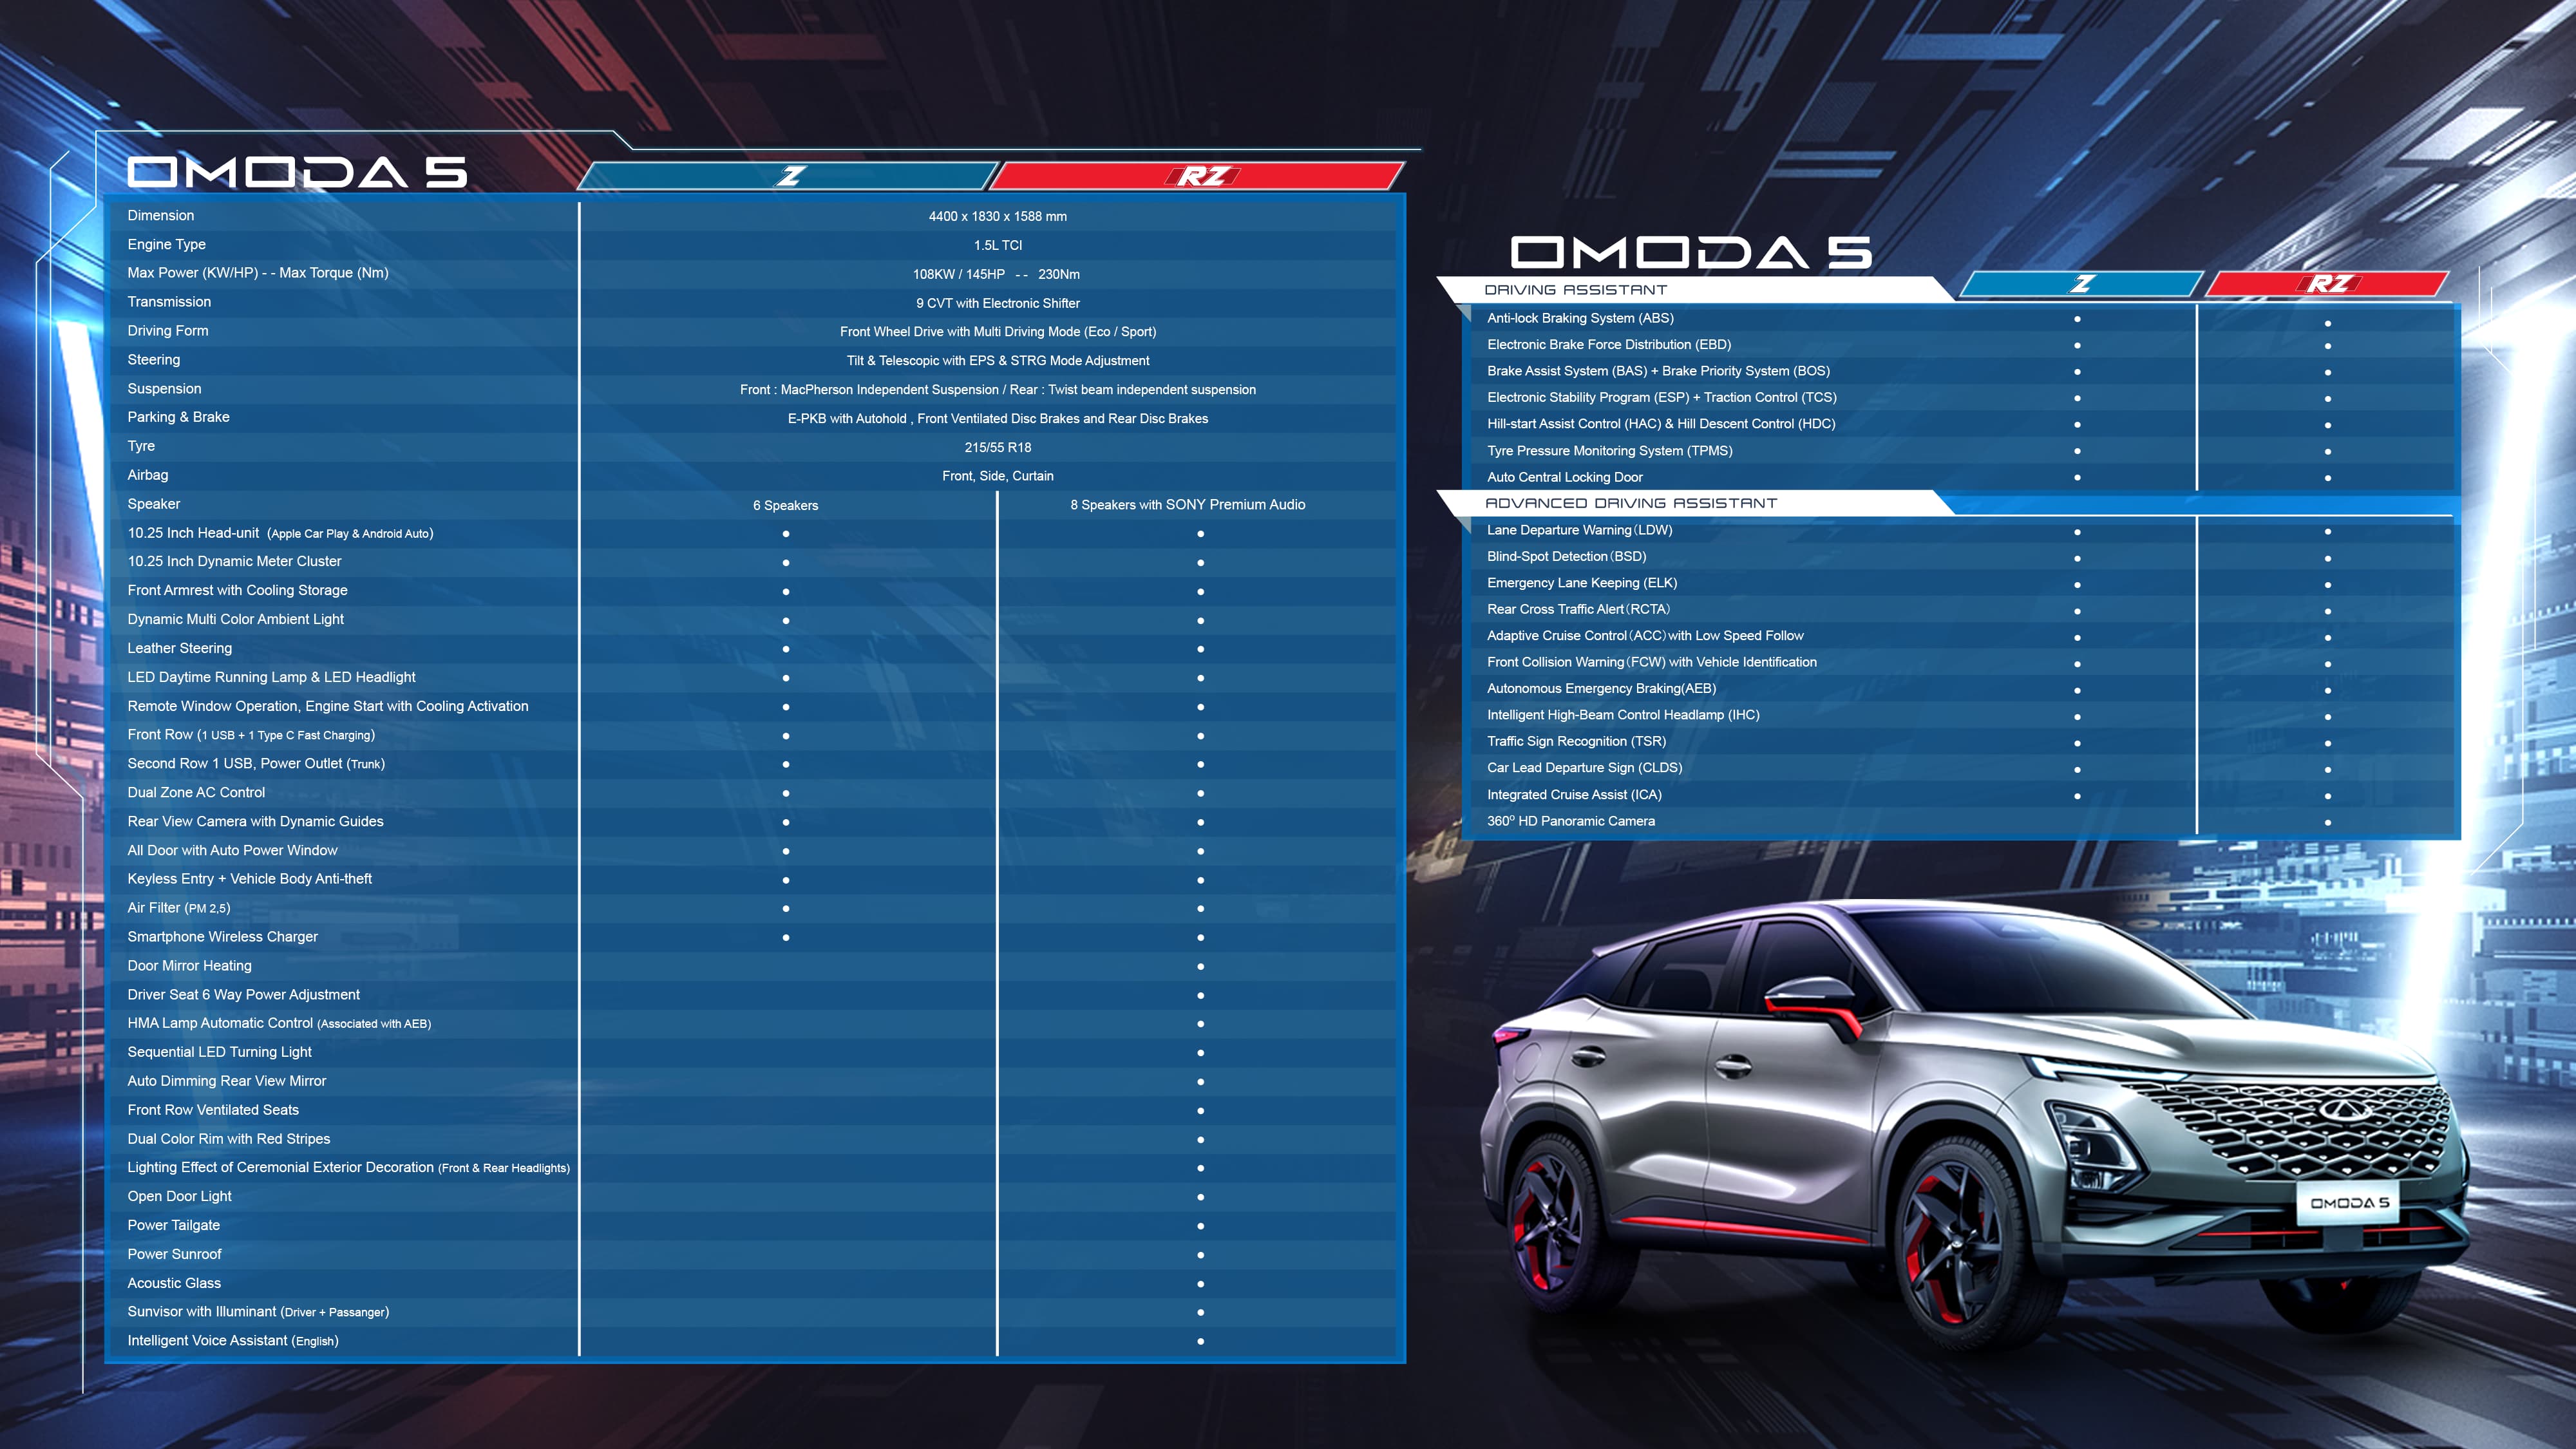 OMODA 5
Z RZ
Dimension 4400 x 1830 x 1588 mm
Engine Type 1.5L TCI
Max Power (KW/HP) - - Max Torque (Nm) 108KW / 145HP - - 230Nm
Transmission 9 CVT with Electronic Shifter
Driving Form Front Wheel Drive with Multi Driving Mode (Eco / Sport)
Steering Tilt & Telescopic with EPS & STRG Mode Adjustment
Suspension Front : MacPherson Independent Suspension / Rear : Twist beam independent suspension
Parking & Brake E-PKB with Autohold , Front Ventilated Disc Brakes and Rear Disc Brakes
Tyre 215/55 R18
Airbag Front, Side, Curtain
Speaker 6 Speakers 8 Speakers with SONY Premium Audio
10.25 Inch Head-unit (Apple Car Play & Android Auto) • •
10.25 Inch Dynamic Meter Cluster • •
Front Armrest with Cooling Storage • •
Dynamic Multi Color Ambient Light • •
Leather Steering • •
LED Daytime Running Lamp & LED Headlight • •
Remote Window Operation, Engine Start with Cooling Activation • •
Front Row (1 USB + 1 Type C Fast Charging) • •
Second Row 1 USB, Power Outlet (Trunk) • •
Dual Zone AC Control • •
Rear View Camera with Dynamic Guides • •
All Door with Auto Power Window • •
Keyless Entry + Vehicle Body Anti-theft • •
Air Filter (PM 2,5) • •
Smartphone Wireless Charger • •
Door Mirror Heating •
Driver Seat 6 Way Power Adjustment •
HMA Lamp Automatic Control (Associated with AEB) •
Sequential LED Turning Light •
Auto Dimming Rear View Mirror •
Front Row Ventilated Seats •
Dual Color Rim with Red Stripes •
Lighting Effect of Ceremonial Exterior Decoration (Front & Rear Headlights) •
Open Door Light •
Power Tailgate •
Power Sunroof •
Acoustic Glass •
Sunvisor with Illuminant (Driver + Passanger) •
Intelligent Voice Assistant (English) •
OMODA 5
DRIVING ASSISTANT Z RZ
Anti-lock Braking System (ABS) • •
Electronic Brake Force Distribution (EBD) • •
Brake Assist System (BAS) + Brake Priority System (BOS) • •
Electronic Stability Program (ESP) + Traction Control (TCS) • •
Hill-start Assist Control (HAC) & Hill Descent Control (HDC) • •
Tyre Pressure Monitoring System (TPMS) • •
Auto Central Locking Door • •
ADVANCED DRIVING ASSISTANT
Lane Departure Warning（LDW) • •
Blind-Spot Detection（BSD) • •
Emergency Lane Keeping (ELK) • •
Rear Cross Traffic Alert（RCTA） • •
Adaptive Cruise Control（ACC）with Low Speed Follow • •
Front Collision Warning（FCW) with Vehicle Identification • •
Autonomous Emergency Braking(AEB) • •
Intelligent High-Beam Control Headlamp (IHC) • •
Traffic Sign Recognition (TSR) • •
Car Lead Departure Sign (CLDS) • •
Integrated Cruise Assist (ICA) • •
360º HD Panoramic Camera •
OMODA 5